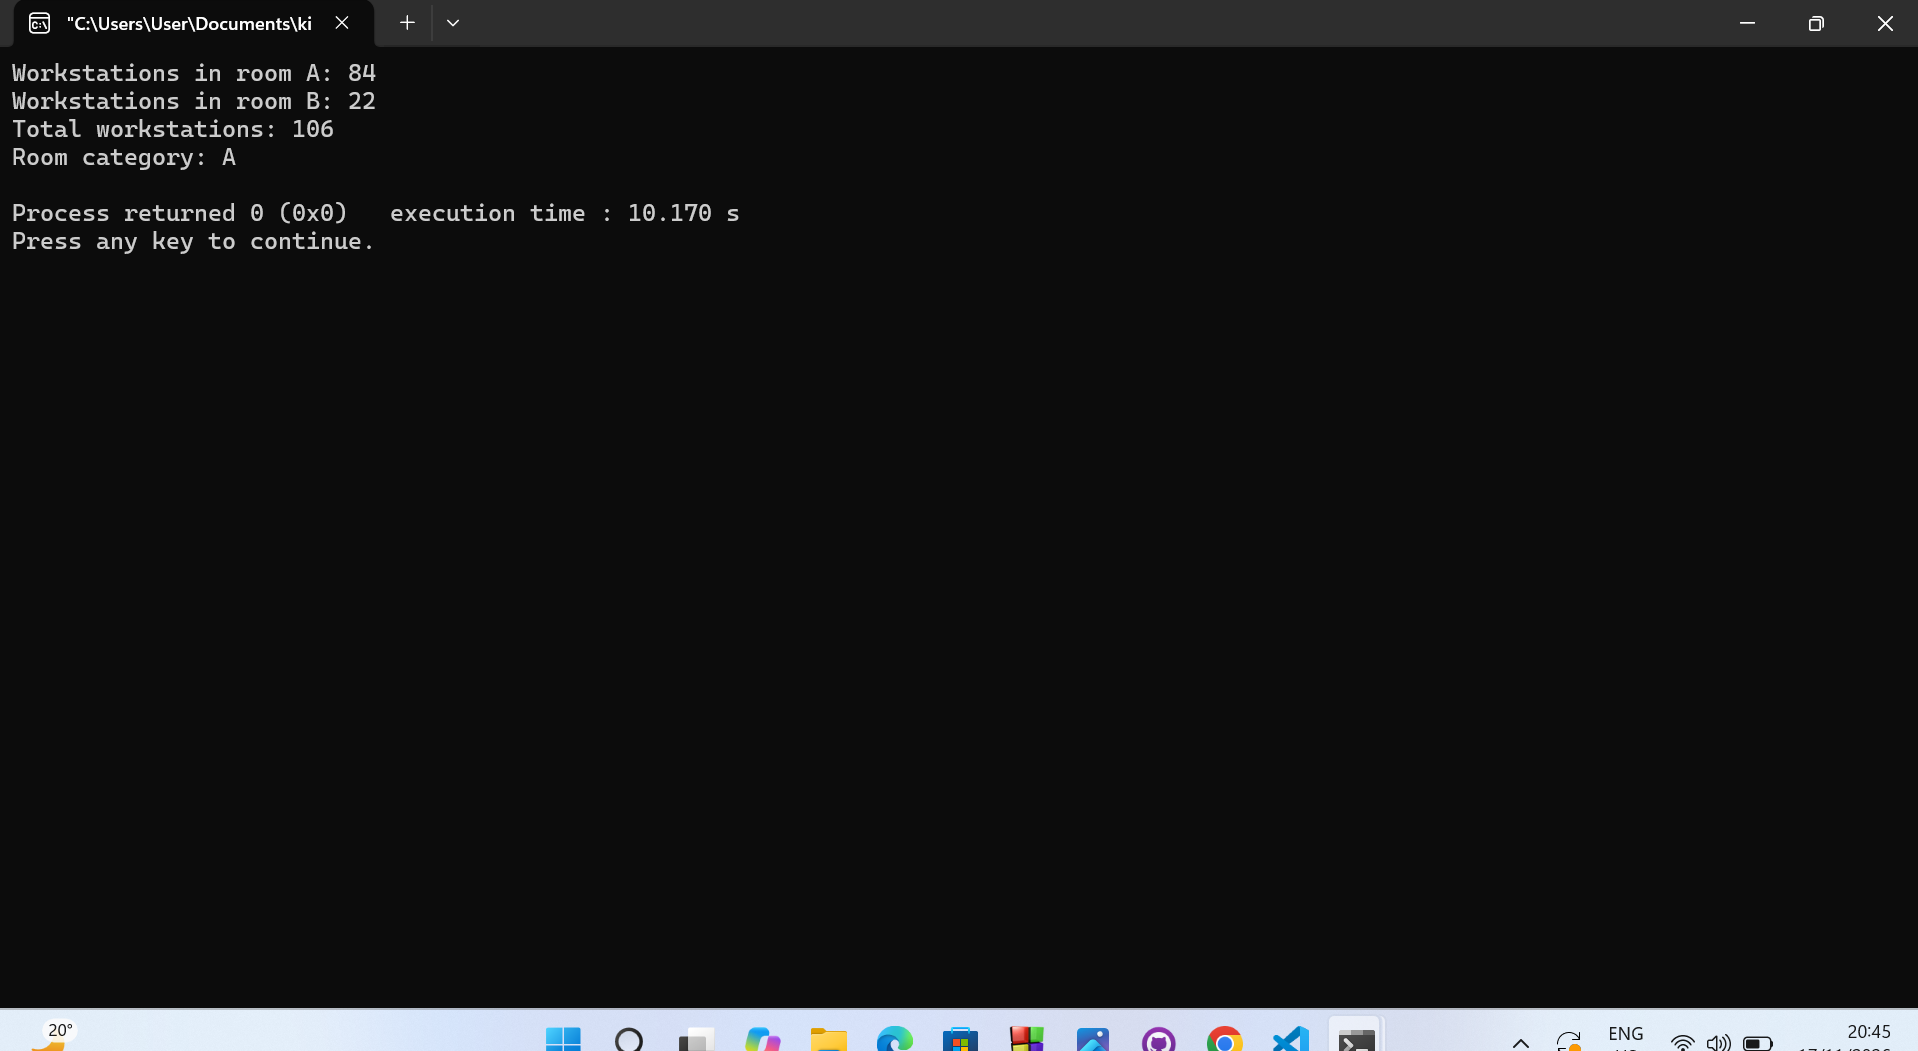 "C:\Users\User\Documents\ki
Workstations in room A: 84
Workstations in room B: 22
Total workstations: 106
Room category: A
Process returned 0 (0x0)   execution time : 10.170 s
Press any key to continue.
20°
ENG
20:45